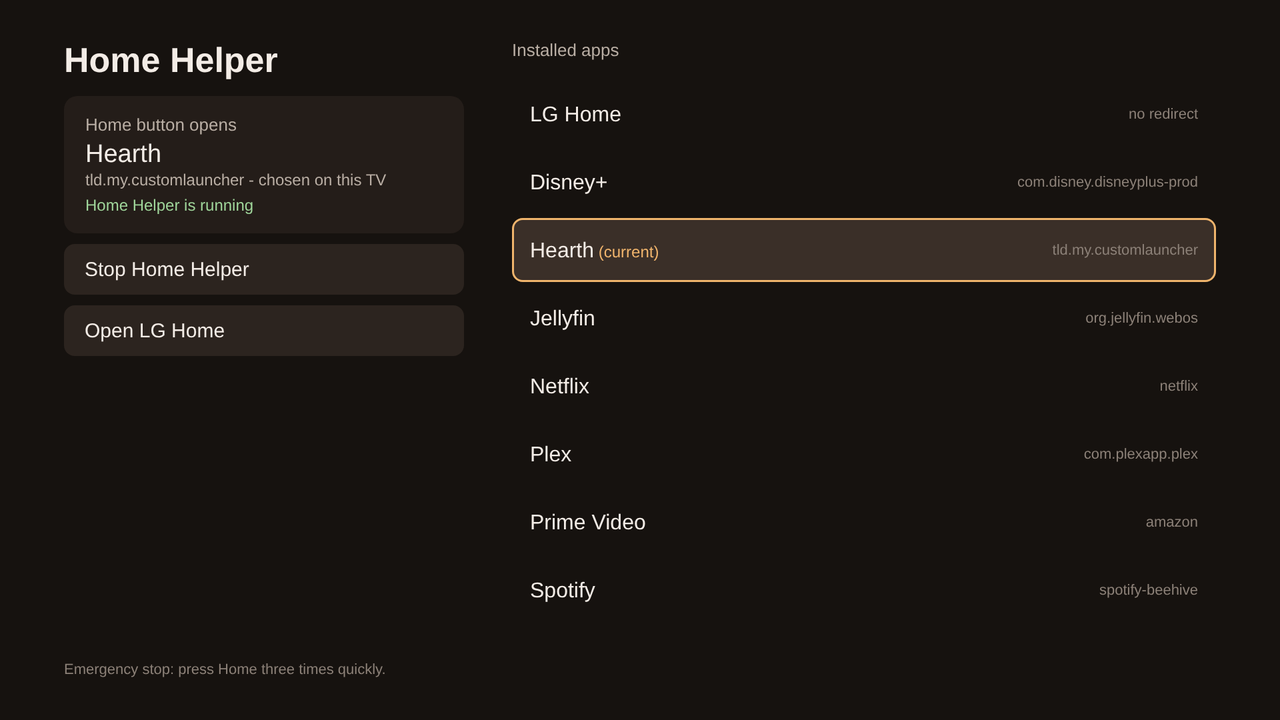 Home Helper
Home button opens
Hearth
tld.my.customlauncher - chosen on this TV
Home Helper is running
Stop Home Helper
Open LG Home
Emergency stop: press Home three times quickly.
Installed apps
LG Home no redirect
Disney+ com.disney.disneyplus-prod
Hearth (current) tld.my.customlauncher
Jellyfin org.jellyfin.webos
Netflix netflix
Plex com.plexapp.plex
Prime Video amazon
Spotify spotify-beehive